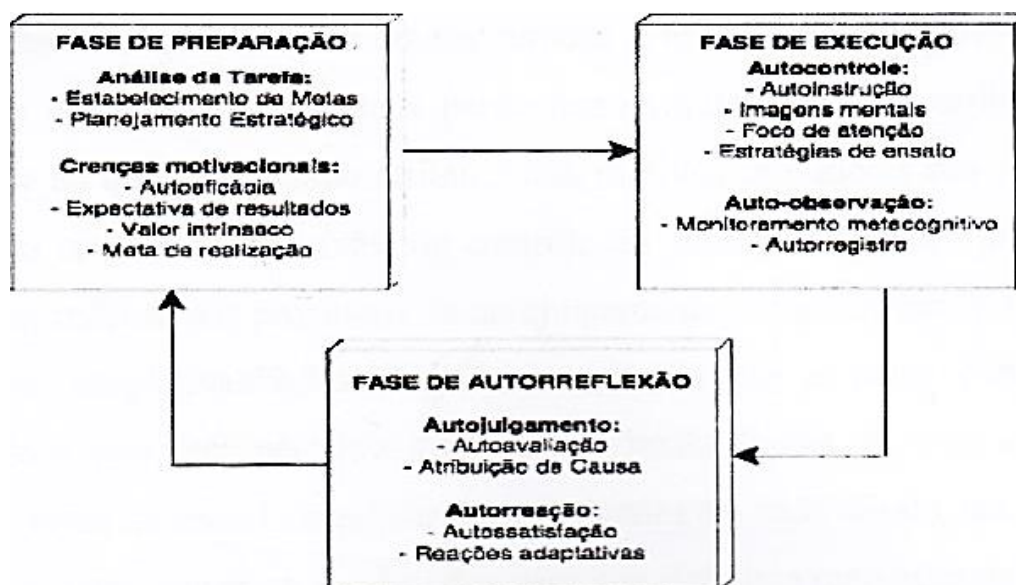 FASE DE PREPARAÇÃO
Análise da Tarefa:
- Estabelecimento de Metas
- Planejamento Estratégico
Crenças motivacionais:
- Autoeficácia
- Expectativa de resultados
- Valor intrínseco
- Meta de realização
FASE DE EXECUÇÃO
Autocontrole:
- Autoinstrução
- Imagens mentais
- Foco de atenção
- Estratégias de ensaio
Auto-observação:
- Monitoramento metacognitivo
- Autorregistro
FASE DE AUTORREFLEXÃO
Autojulgamento:
- Autoavaliação
- Atribuição de Causa
Autorreação:
- Autossatisfação
- Reações adaptativas